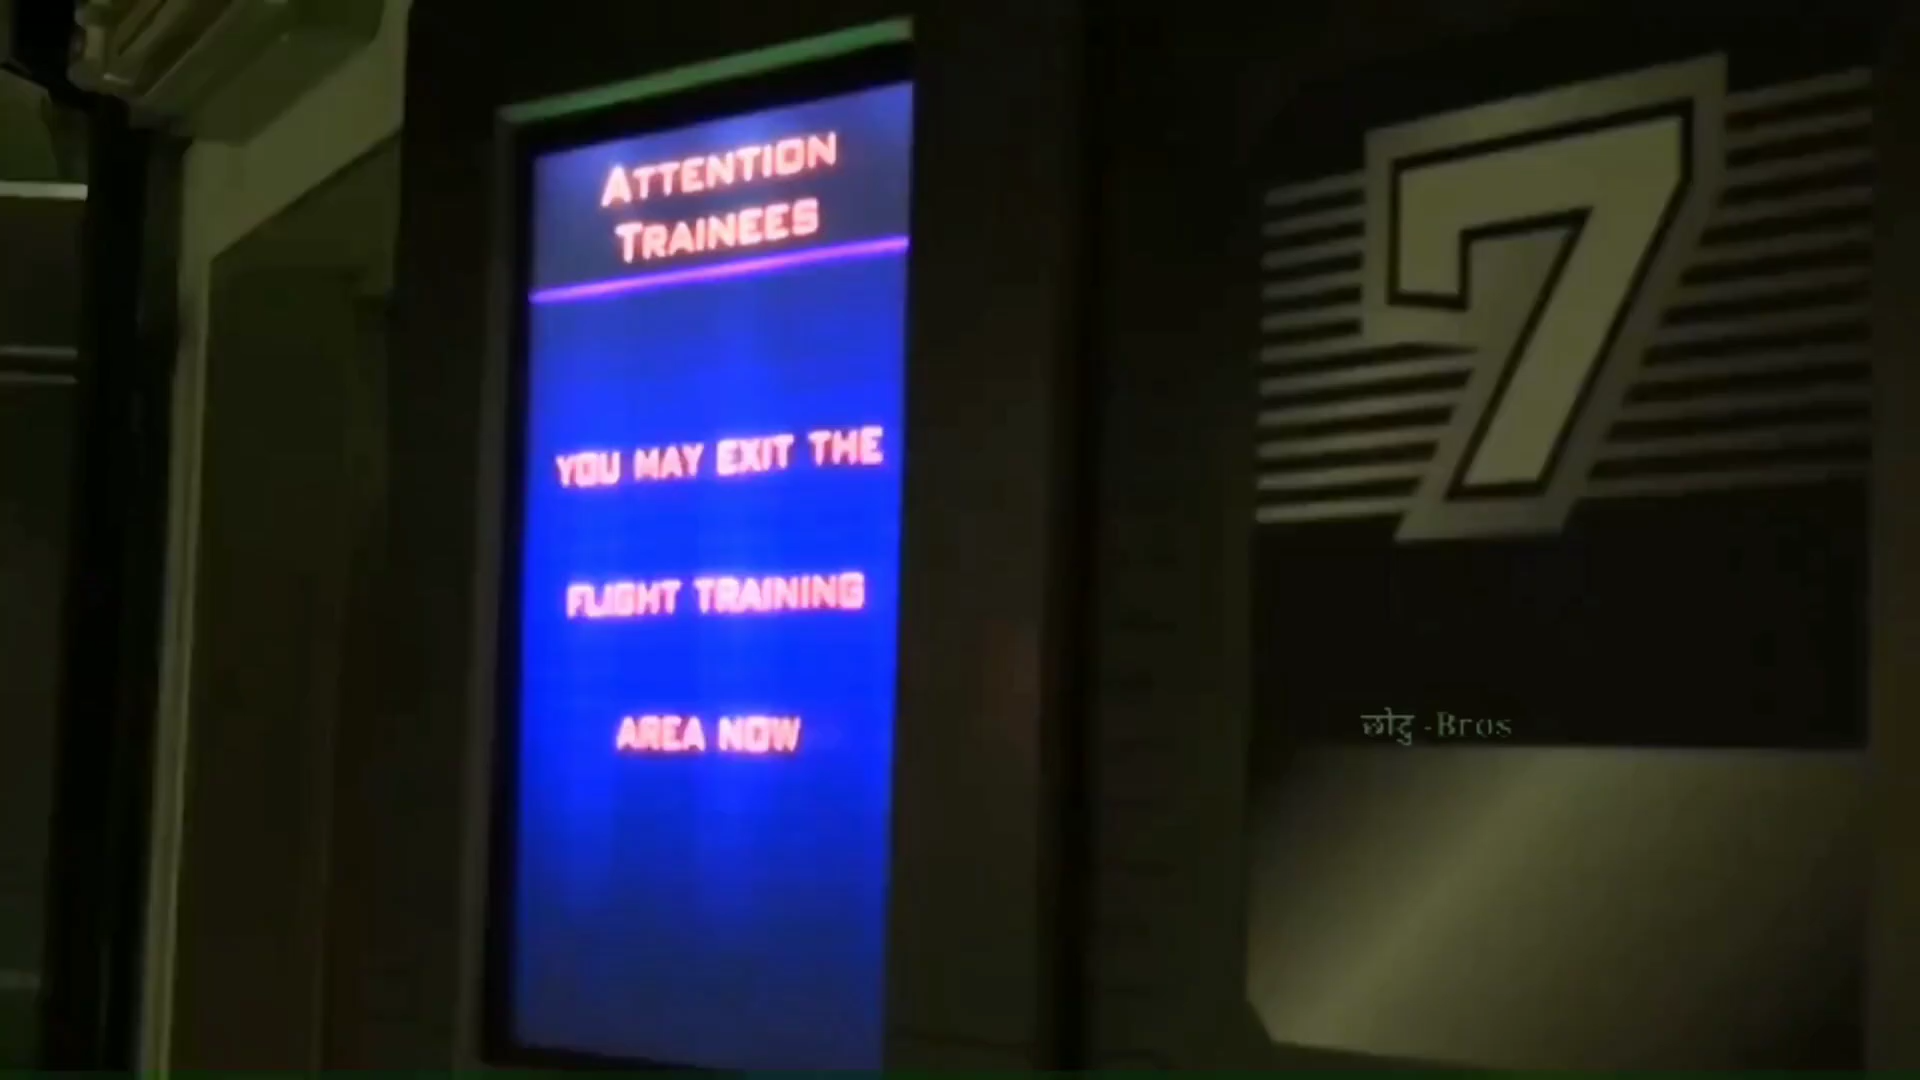 ATTENTION
TRAINEES
YOU MAY EXIT THE
FLIGHT TRAINING
AREA NOW
7
छोटु -Bros